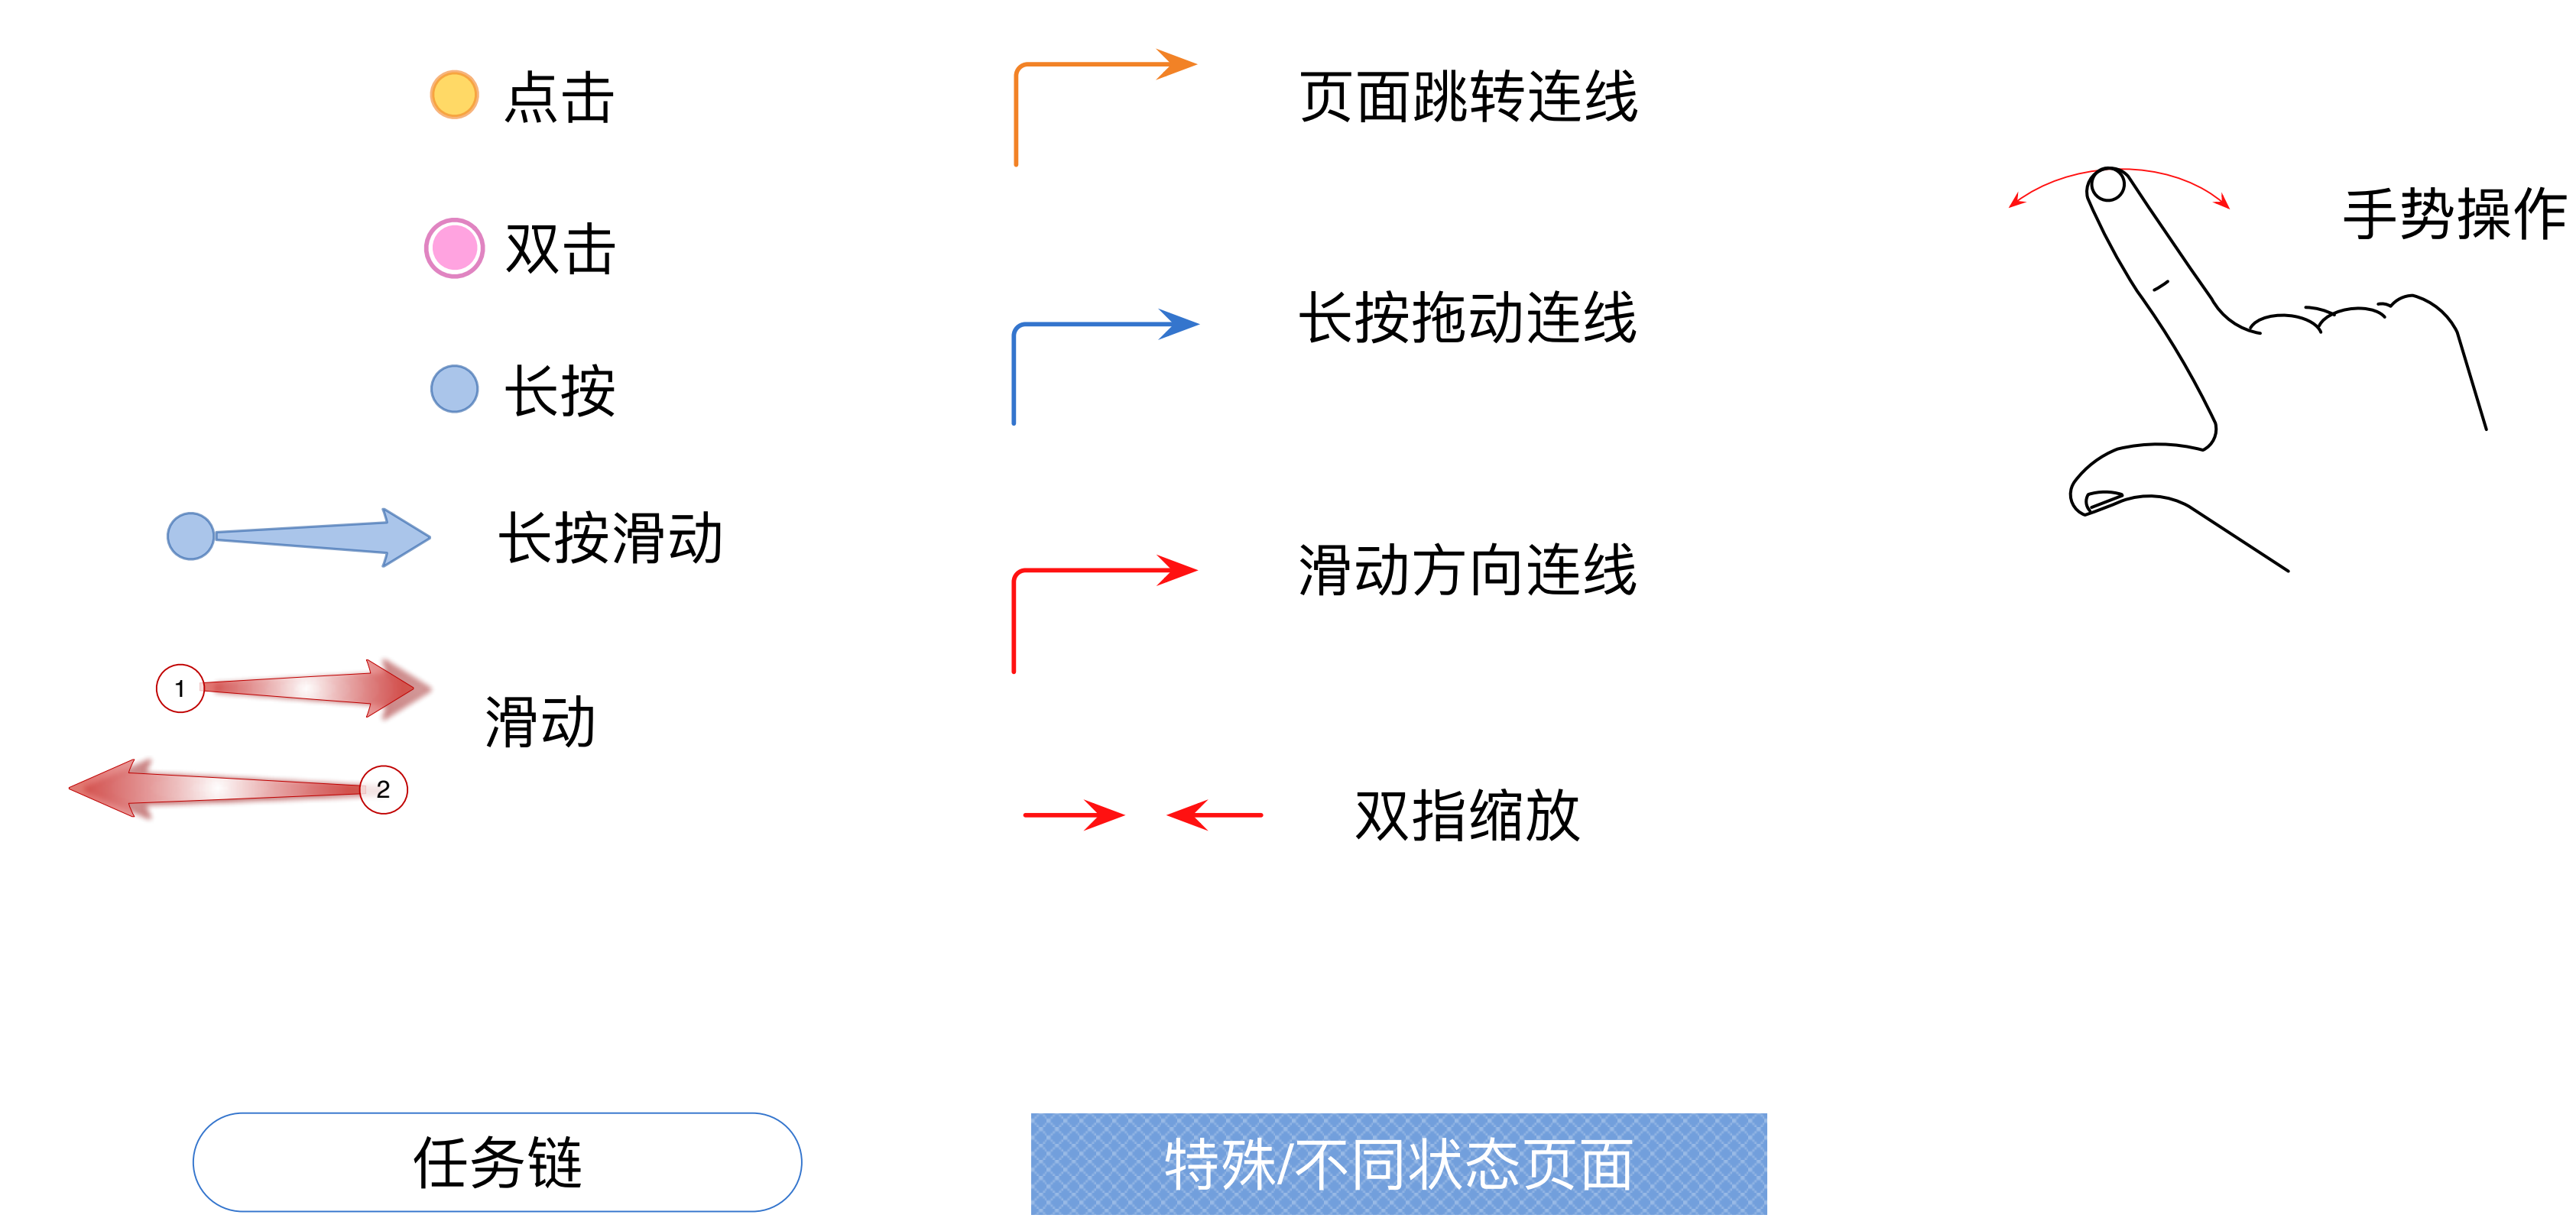 点击
双击
长按
长按滑动
1
滑动
2
页面跳转连线
长按拖动连线
滑动方向连线
双指缩放
手势操作
任务链
特殊/不同状态页面